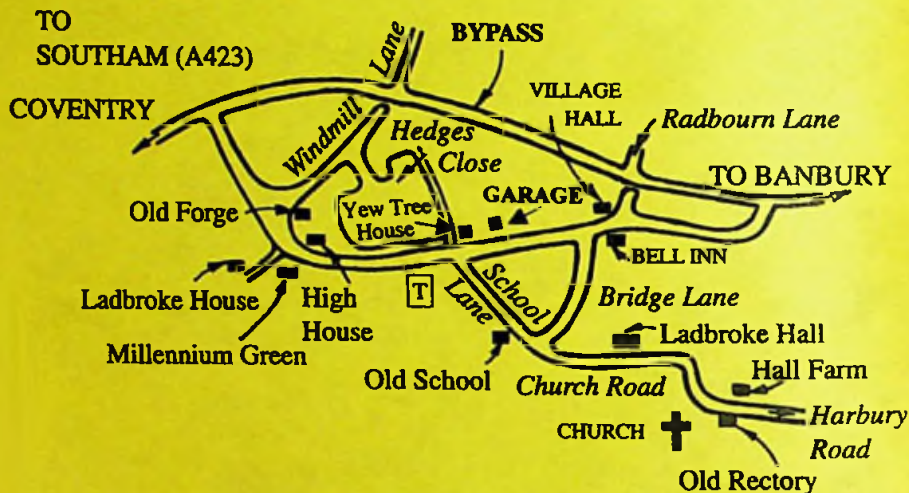 TO
SOUTHAM (A423)
COVENTRY
BYPASS
Lane
Windmill
Hedges
Close
VILLAGE
HALL
Radbourn Lane
TO BANBURY
Old Forge
Yew Tree
House
GARAGE
BELL INN
Ladbroke House
High
House
Millennium Green
T
School
Lane
Bridge Lane
Ladbroke Hall
Old School
Church Road
Hall Farm
CHURCH
Harbury
Road
Old Rectory